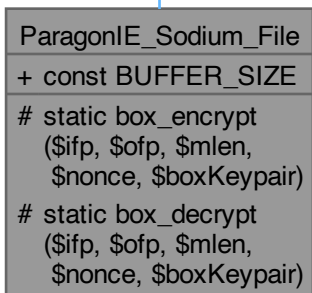 ParagonIE_Sodium_File
+ const BUFFER_SIZE
# static box_encrypt
($ifp, $ofp, $mlen,
$nonce, $boxKeypair)
# static box_decrypt
($ifp, $ofp, $mlen,
$nonce, $boxKeypair)